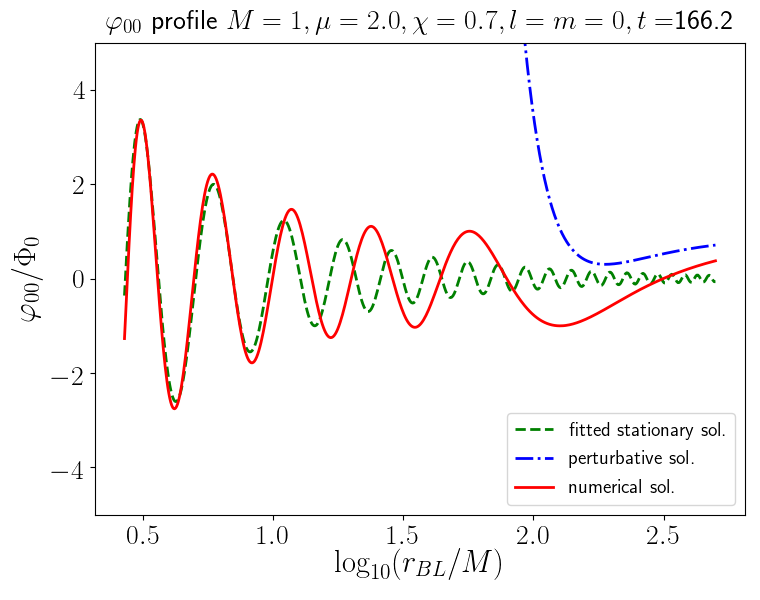 φ₀₀ profile M = 1, μ = 2.0, χ = 0.7, l = m = 0, t =166.2
φ₀₀/Φ₀
4
2
0
−2
−4
fitted stationary sol.
perturbative sol.
numerical sol.
0.5 1.0 1.5 2.0 2.5
log₁₀(r_BL/M)